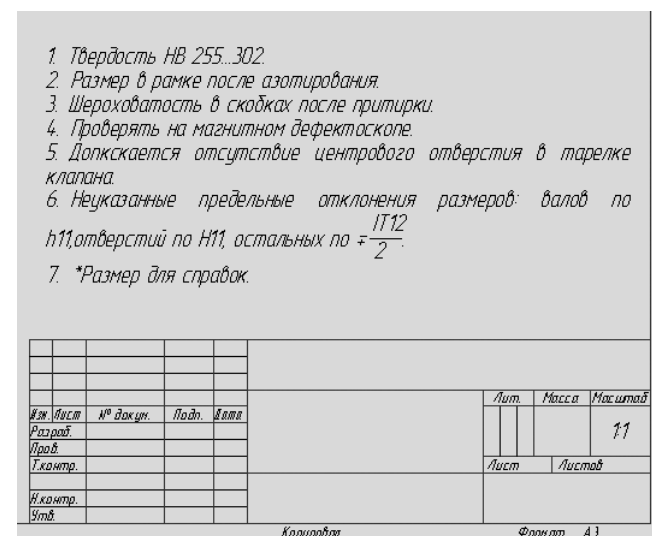 1. Твердость НВ 255...302.
2. Размер в рамке после азотирования.
3. Шероховатость в скобках после притирки.
4. Проверять на магнитном дефектоскопе.
5. Допкскается отсутствие центрового отверстия в тарелке
клапана.
6. Неуказанные предельные отклонения размеров: валов по
h11,отверстий по Н11, остальных по ∓IT12/2.
7. *Размер для справок.
Лит. Масса Масштаб
Изм. Лист № докум. Подп. Дата
Разраб. 1:1
Пров.
Т.контр. Лист Листов
Н.контр.
Утв.
Копировал Формат А3